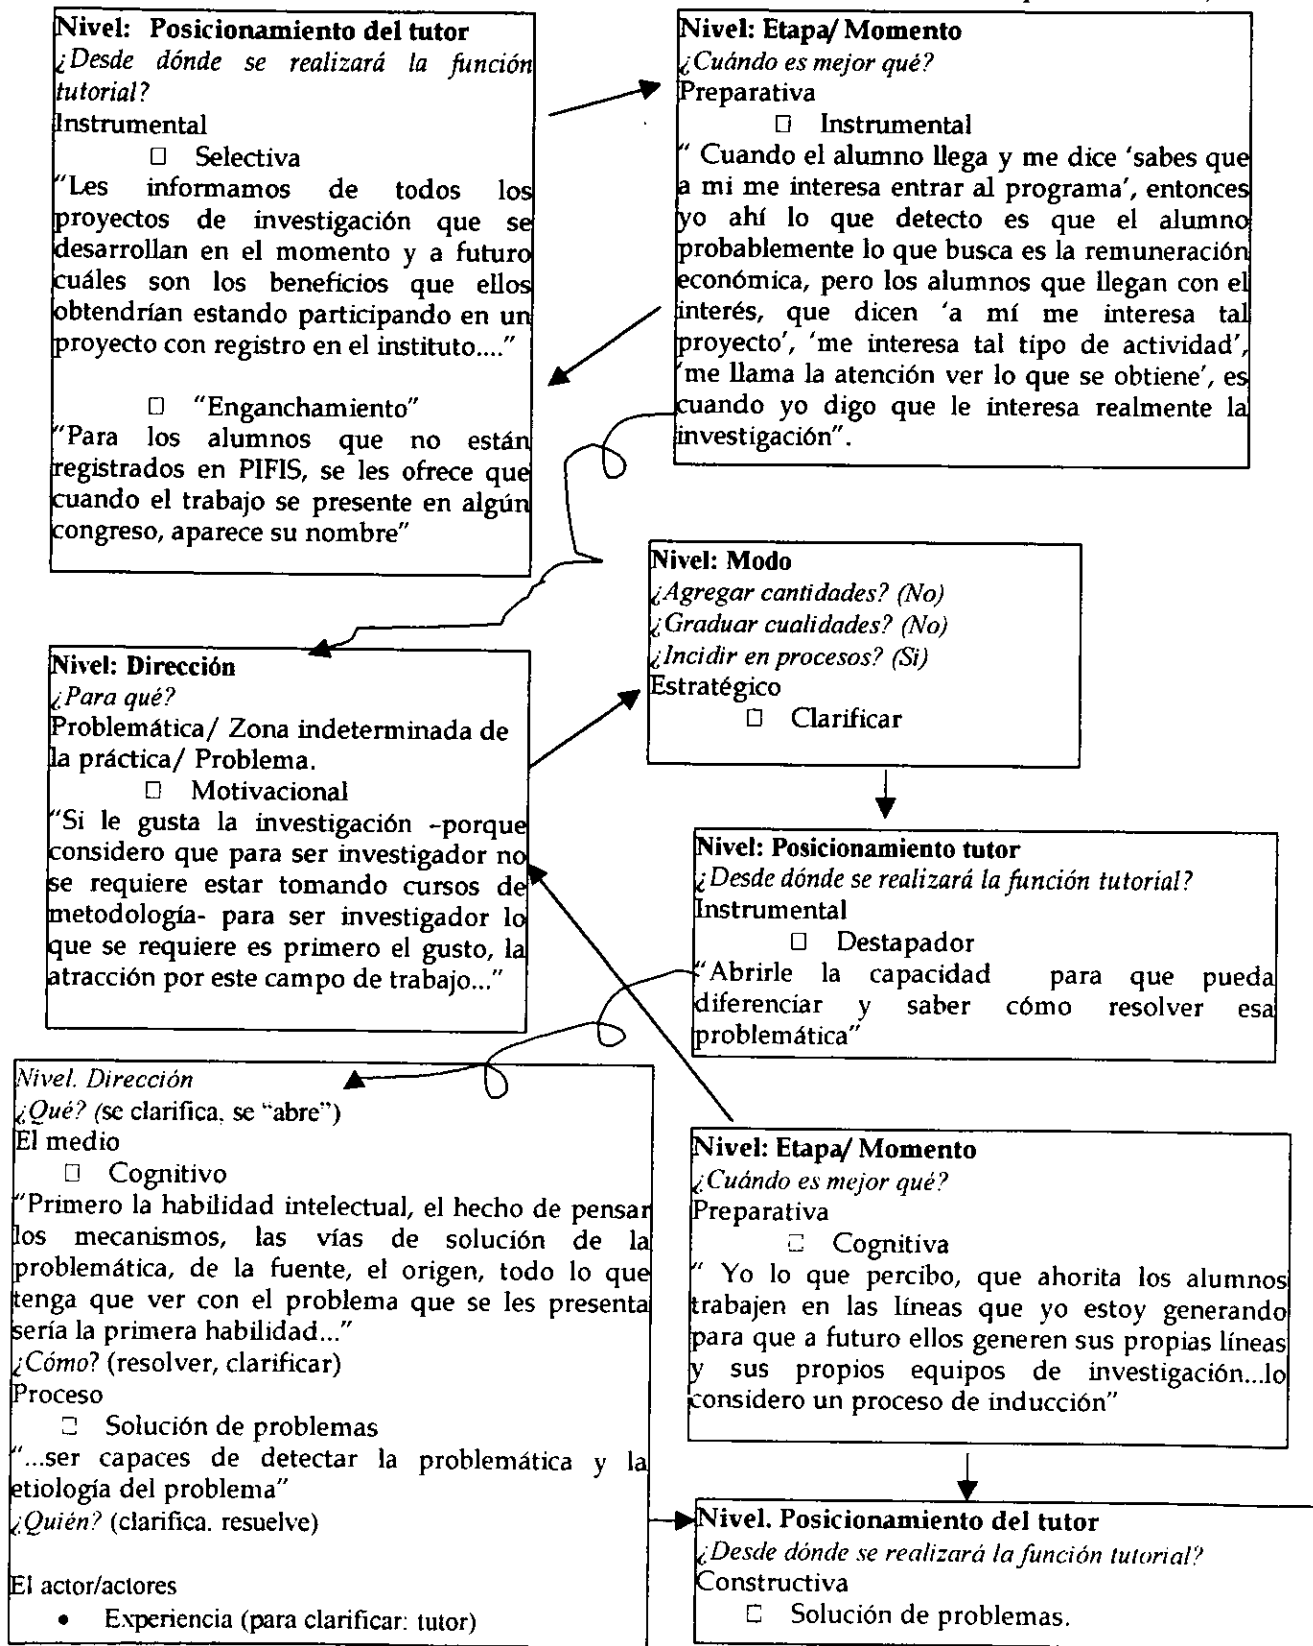 Nivel: Posicionamiento del tutor
¿Desde dónde se realizará la función
tutorial?
Instrumental
□ Selectiva
"Les informamos de todos los
proyectos de investigación que se
desarrollan en el momento y a futuro
cuáles son los beneficios que ellos
obtendrían estando participando en un
proyecto con registro en el instituto...."
□ "Enganchamiento"
"Para los alumnos que no están
registrados en PIFIS, se les ofrece que
cuando el trabajo se presente en algún
congreso, aparece su nombre"
Nivel: Etapa/ Momento
¿Cuándo es mejor qué?
Preparativa
□ Instrumental
" Cuando el alumno llega y me dice 'sabes que
a mi me interesa entrar al programa', entonces
yo ahí lo que detecto es que el alumno
probablemente lo que busca es la remuneración
económica, pero los alumnos que llegan con el
interés, que dicen 'a mí me interesa tal
proyecto', 'me interesa tal tipo de actividad',
'me llama la atención ver lo que se obtiene', es
cuando yo digo que le interesa realmente la
investigación".
Nivel: Modo
¿Agregar cantidades? (No)
¿Graduar cualidades? (No)
¿Incidir en procesos? (Si)
Estratégico
□ Clarificar
Nivel: Dirección
¿Para qué?
Problemática/ Zona indeterminada de
la práctica/ Problema.
□ Motivacional
"Si le gusta la investigación -porque
considero que para ser investigador no
se requiere estar tomando cursos de
metodología- para ser investigador lo
que se requiere es primero el gusto, la
atracción por este campo de trabajo..."
Nivel: Posicionamiento tutor
¿Desde dónde se realizará la función tutorial?
Instrumental
□ Destapador
"Abrirle la capacidad para que pueda
diferenciar y saber cómo resolver esa
problemática"
Nivel. Dirección
¿Qué? (se clarifica, se "abre")
El medio
□ Cognitivo
"Primero la habilidad intelectual, el hecho de pensar
los mecanismos, las vías de solución de la
problemática, de la fuente, el origen, todo lo que
tenga que ver con el problema que se les presenta
sería la primera habilidad..."
¿Cómo? (resolver, clarificar)
Proceso
□ Solución de problemas
"...ser capaces de detectar la problemática y la
etiología del problema"
¿Quién? (clarifica. resuelve)
El actor/actores
• Experiencia (para clarificar: tutor)
Nivel: Etapa/ Momento
¿Cuándo es mejor qué?
Preparativa
□ Cognitiva
" Yo lo que percibo, que ahorita los alumnos
trabajen en las líneas que yo estoy generando
para que a futuro ellos generen sus propias líneas
y sus propios equipos de investigación...lo
considero un proceso de inducción"
Nivel. Posicionamiento del tutor
¿Desde dónde se realizará la función tutorial?
Constructiva
□ Solución de problemas.